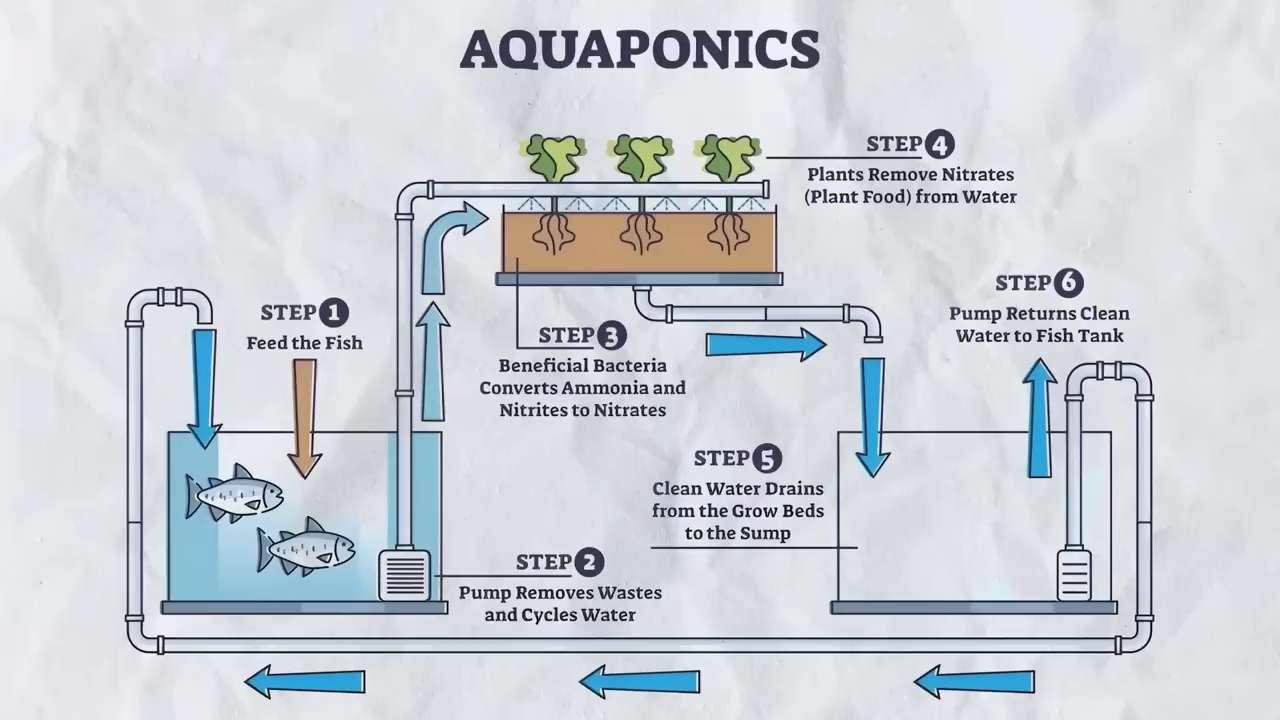 AQUAPONICS
STEP 1
Feed the Fish
STEP 2
Pump Removes Wastes
and Cycles Water
STEP 3
Beneficial Bacteria
Converts Ammonia and
Nitrites to Nitrates
STEP 4
Plants Remove Nitrates
(Plant Food) from Water
STEP 5
Clean Water Drains
from the Grow Beds
to the Sump
STEP 6
Pump Returns Clean
Water to Fish Tank